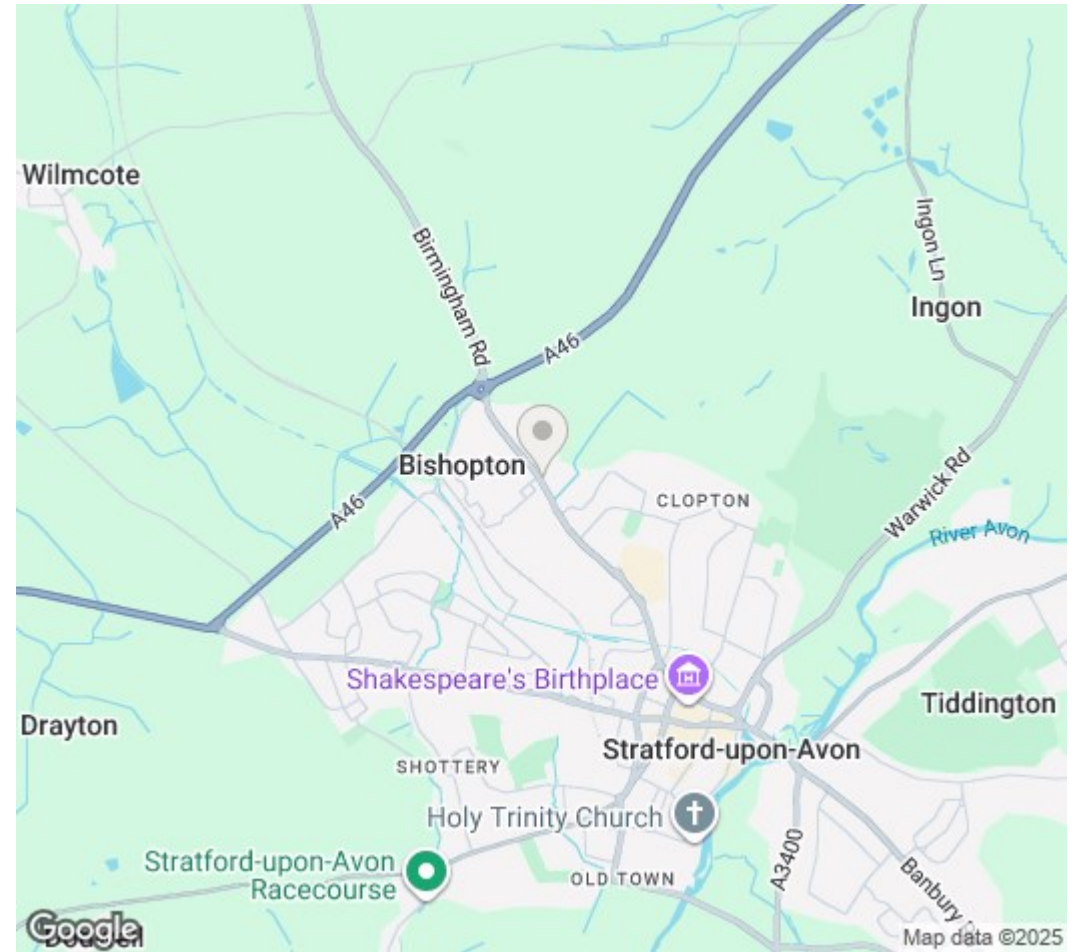 Wilmcote
Birmingham Rd
Ingon Ln
Ingon
A46
Bishopton
A46
CLOPTON
Warwick Rd
River Avon
Shakespeare's Birthplace
Tiddington
Drayton
Stratford-upon-Avon
SHOTTERY
Holy Trinity Church
Stratford-upon-Avon
Racecourse
OLD TOWN
A3400
Banbury
Google
Map data ©2025